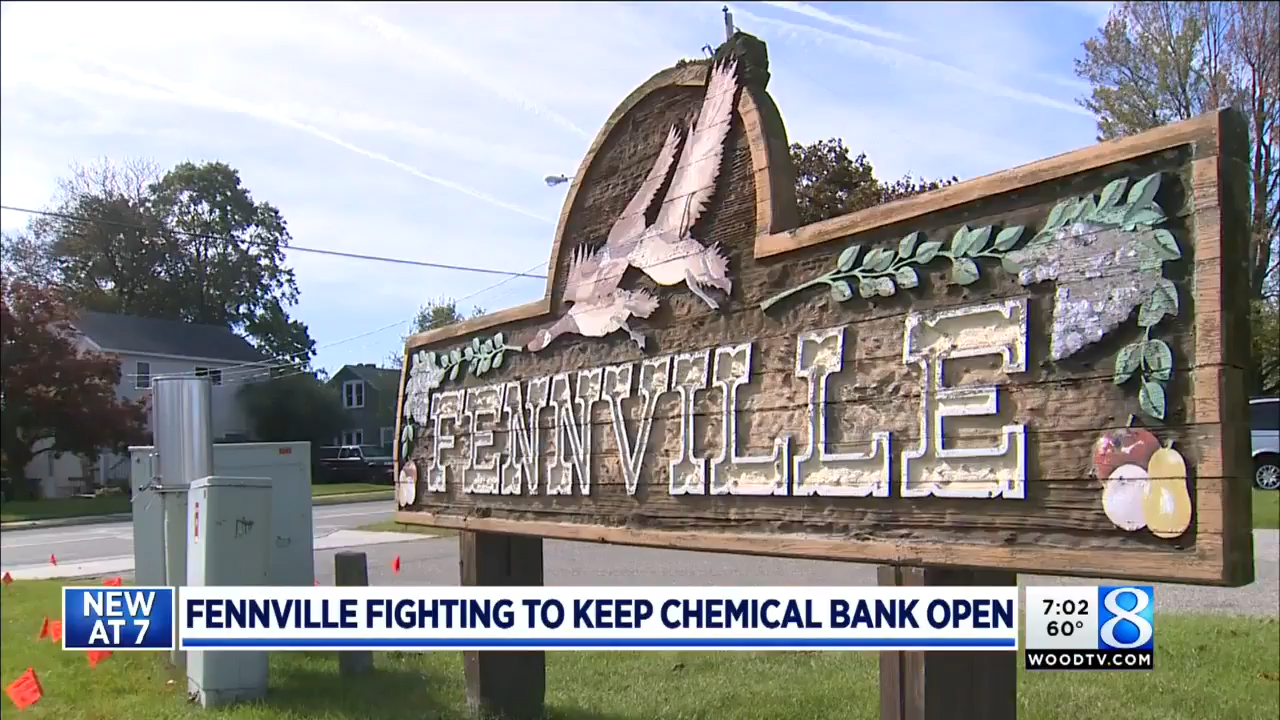 FENNVILLE
NEW
AT 7
FENNVILLE FIGHTING TO KEEP CHEMICAL BANK OPEN
7:02
60°
8
WOODTV.COM